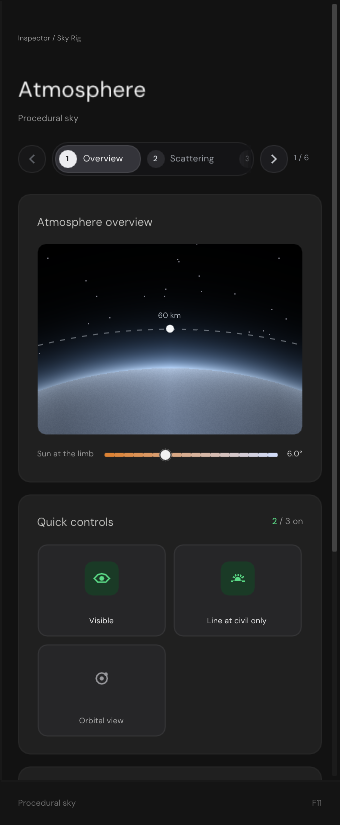 Inspector / Sky Rig
Atmosphere
Procedural sky
1 Overview 2 Scattering 3 1 / 6
Atmosphere overview
60 km
Sun at the limb 6.0°
Quick controls 2 / 3 on
Visible Line at civil only
Orbital view
Procedural sky F11